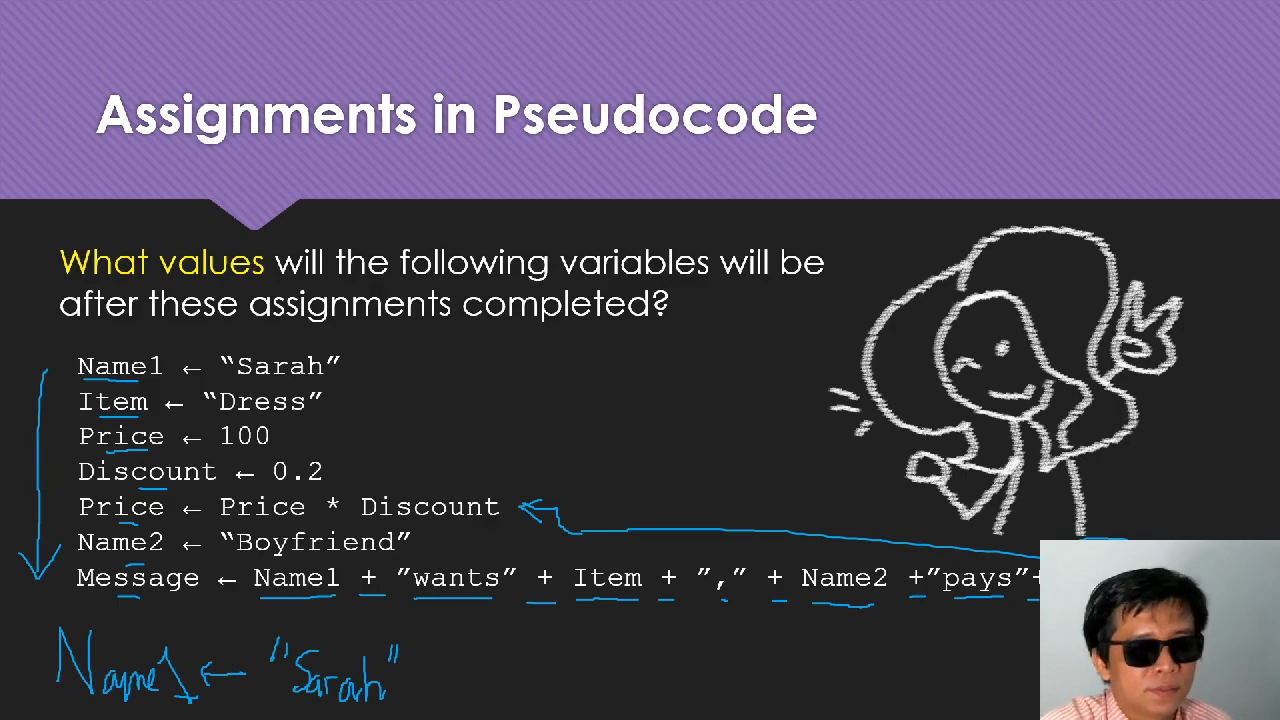 Assignments in Pseudocode
What values will the following variables will be
after these assignments completed?
Name1 ← “Sarah”
Item ← “Dress”
Price ← 100
Discount ← 0.2
Price ← Price * Discount
Name2 ← “Boyfriend”
Message ← Name1 + ”wants” + Item + ”,” + Name2 +”pays”+
Name1 ← "Sarah"